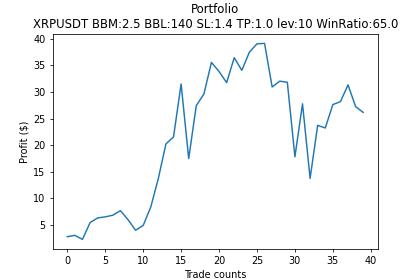 Portfolio
XRPUSDT BBM:2.5 BBL:140 SL:1.4 TP:1.0 lev:10 WinRatio:65.0
40
35
30
25
20
15
10
5
Profit ($)
0 5 10 15 20 25 30 35 40
Trade counts